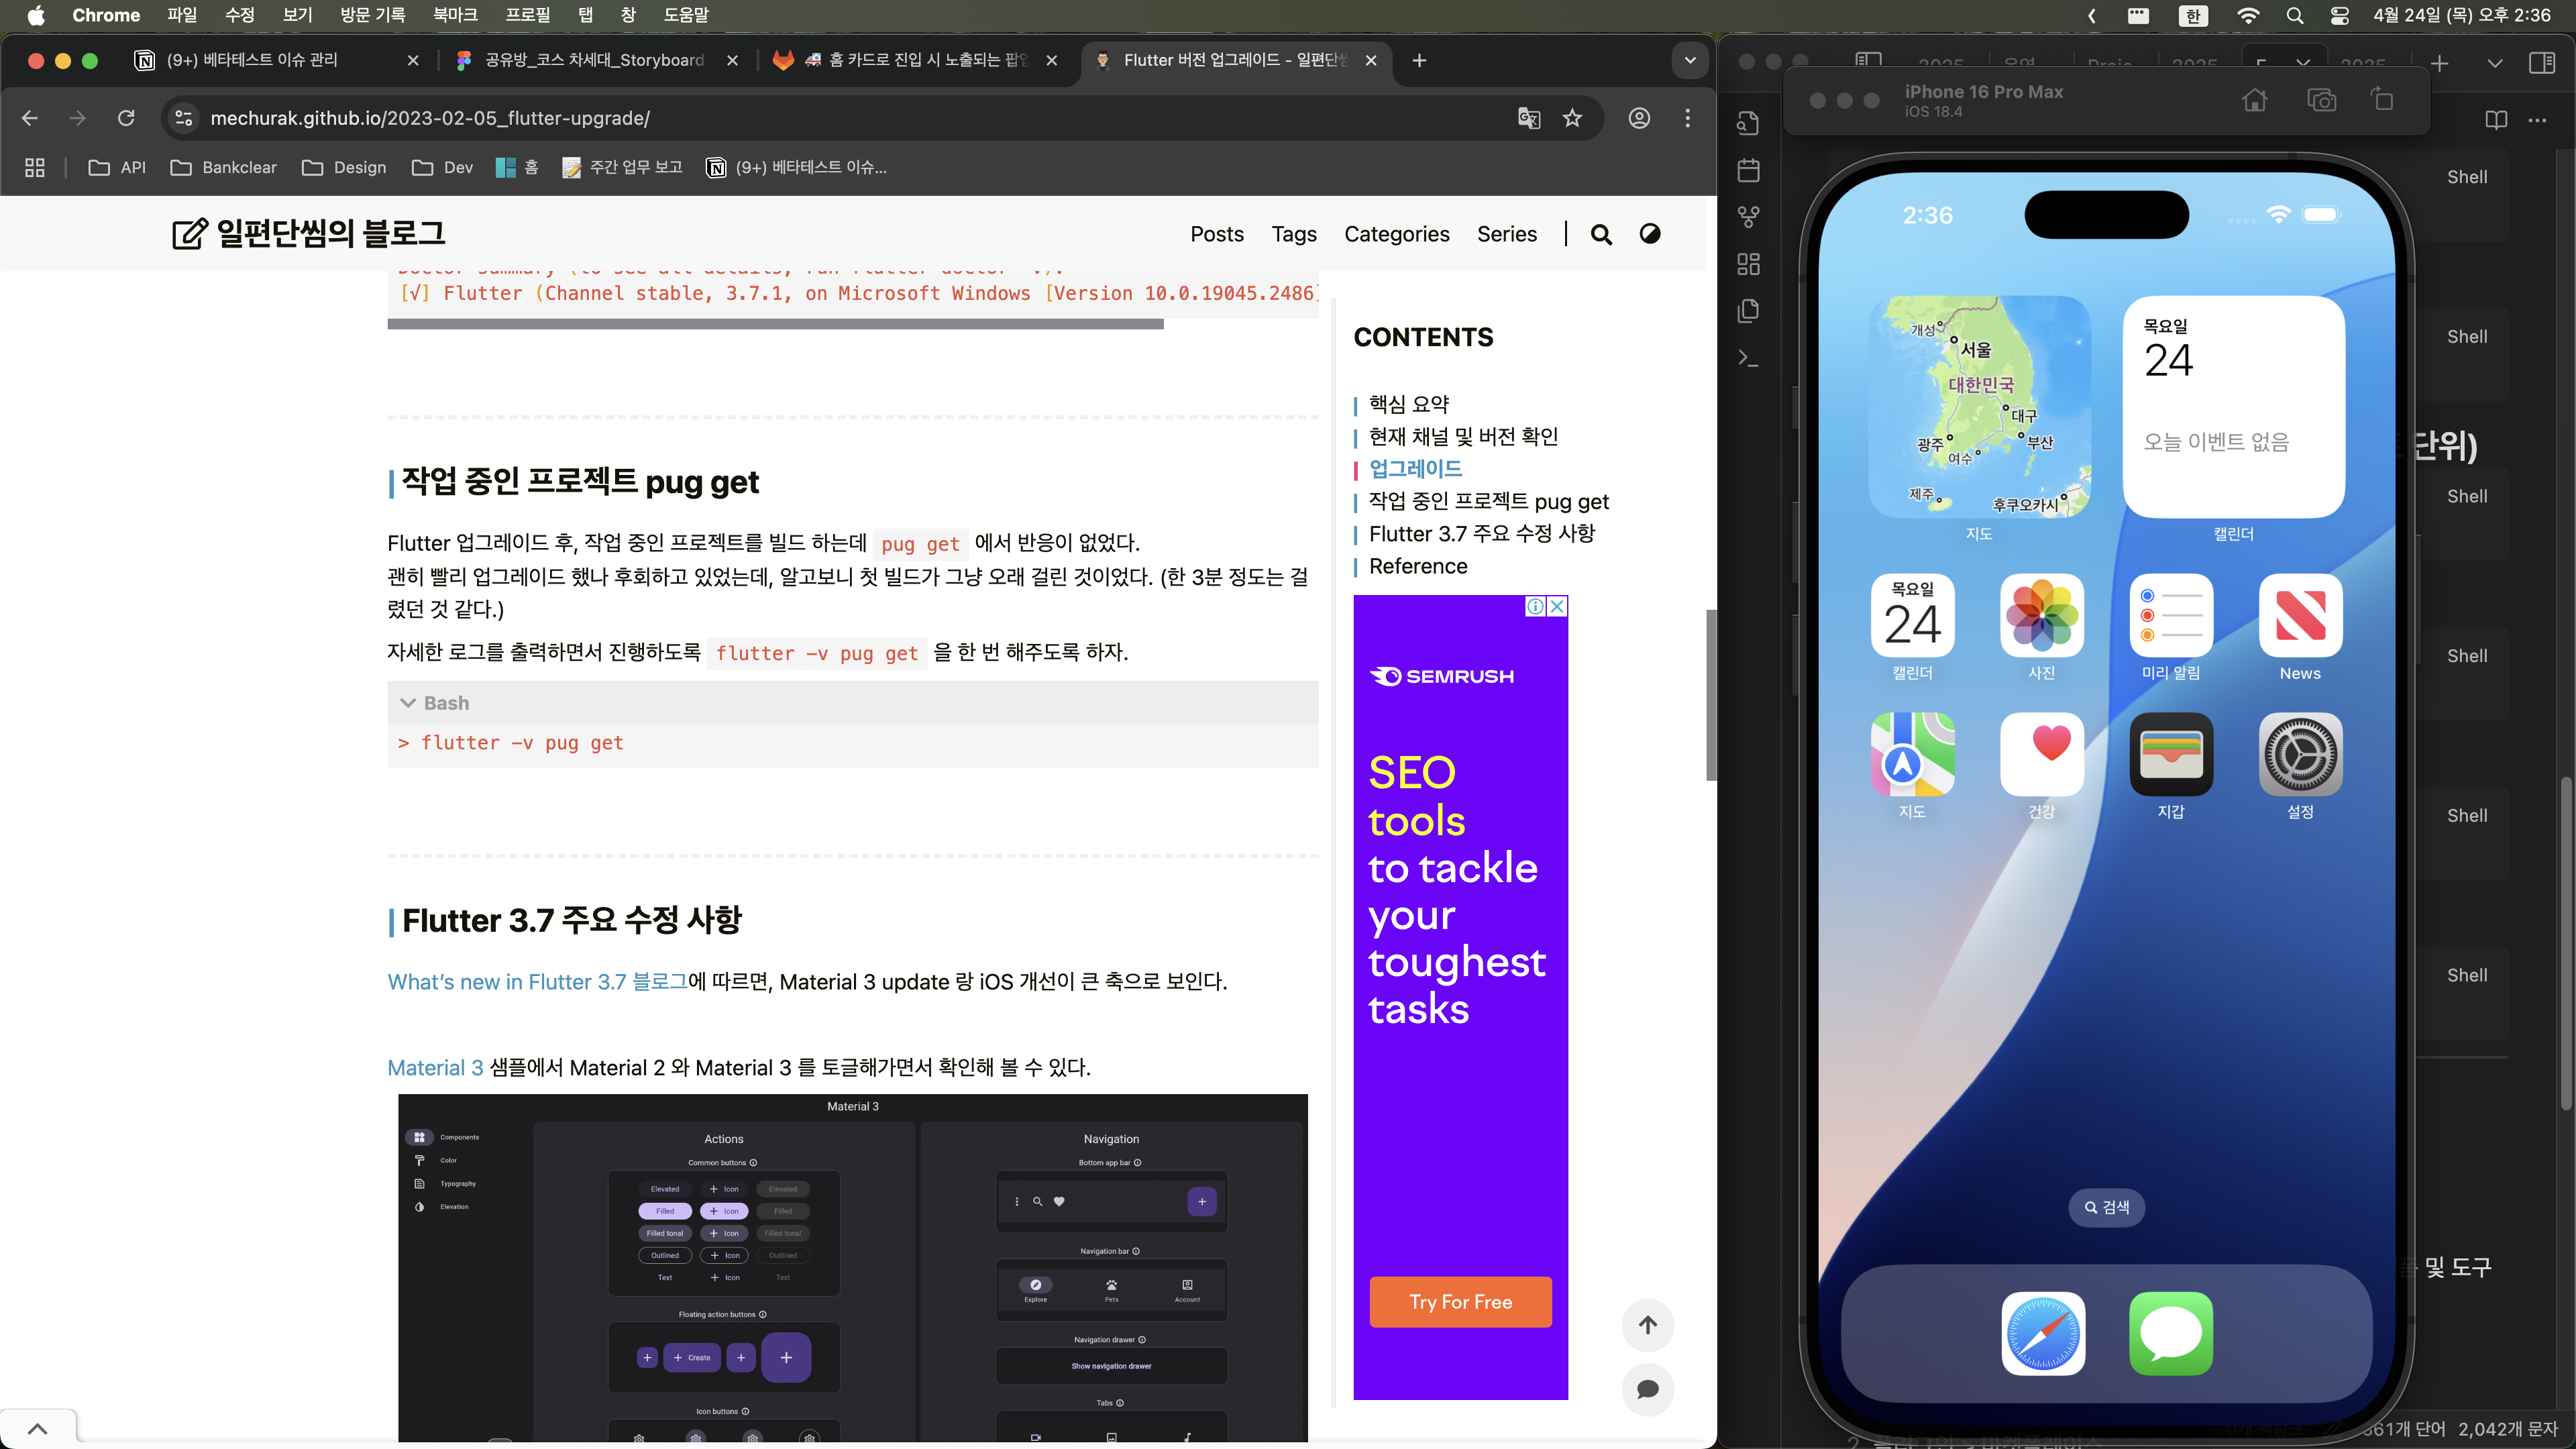 Chrome 파일 수정 보기 방문 기록 북마크 프로필 탭 창 도움말
한 4월 24일 (목) 오후 2:36
(9+) 베타테스트 이슈 관리
공유방_코스 차세대_Storyboard
홈 카드로 진입 시 노출되는 팝업
Flutter 버전 업그레이드 - 일편단씸
mechurak.github.io/2023-02-05_flutter-upgrade/
API Bankclear Design Dev 홈 주간 업무 보고 (9+) 베타테스트 이슈...
일편단씸의 블로그
Posts Tags Categories Series
[√] Flutter (Channel stable, 3.7.1, on Microsoft Windows [Version 10.0.19045.2486]
작업 중인 프로젝트 pug get
Flutter 업그레이드 후, 작업 중인 프로젝트를 빌드 하는데 pug get 에서 반응이 없었다.
괜히 빨리 업그레이드 했나 후회하고 있었는데, 알고보니 첫 빌드가 그냥 오래 걸린 것이었다. (한 3분 정도는 걸
렸던 것 같다.)
자세한 로그를 출력하면서 진행하도록 flutter -v pug get 을 한 번 해주도록 하자.
Bash
> flutter -v pug get
Flutter 3.7 주요 수정 사항
What's new in Flutter 3.7 블로그에 따르면, Material 3 update 랑 iOS 개선이 큰 축으로 보인다.
Material 3 샘플에서 Material 2 와 Material 3 를 토글해가면서 확인해 볼 수 있다.
Material 3
Components
Color
Typography
Elevation
Actions
Common buttons
Elevated + Icon Elevated
Filled + Icon Filled
Filled tonal + Icon Filled tonal
Outlined + Icon Outlined
Text + Icon Text
Floating action buttons
+ + Create + +
Icon buttons
Navigation
Bottom app bar
Navigation bar
Explore Pets Account
Navigation drawer
Show navigation drawer
Tabs
CONTENTS
핵심 요약
현재 채널 및 버전 확인
업그레이드
작업 중인 프로젝트 pug get
Flutter 3.7 주요 수정 사항
Reference
SEMRUSH
SEO
tools
to tackle
your
toughest
tasks
Try For Free
iPhone 16 Pro Max
iOS 18.4
2:36
개성
서울
대한민국
대구
광주
부산
여수
제주
후쿠오카시
지도
목요일
24
오늘 이벤트 없음
캘린더
목요일
24
캘린더 사진 미리 알림 News
지도 건강 지갑 설정
검색
Shell
Shell
단위)
Shell
Shell
Shell
Shell
및 도구
361개 단어 2,042개 문자